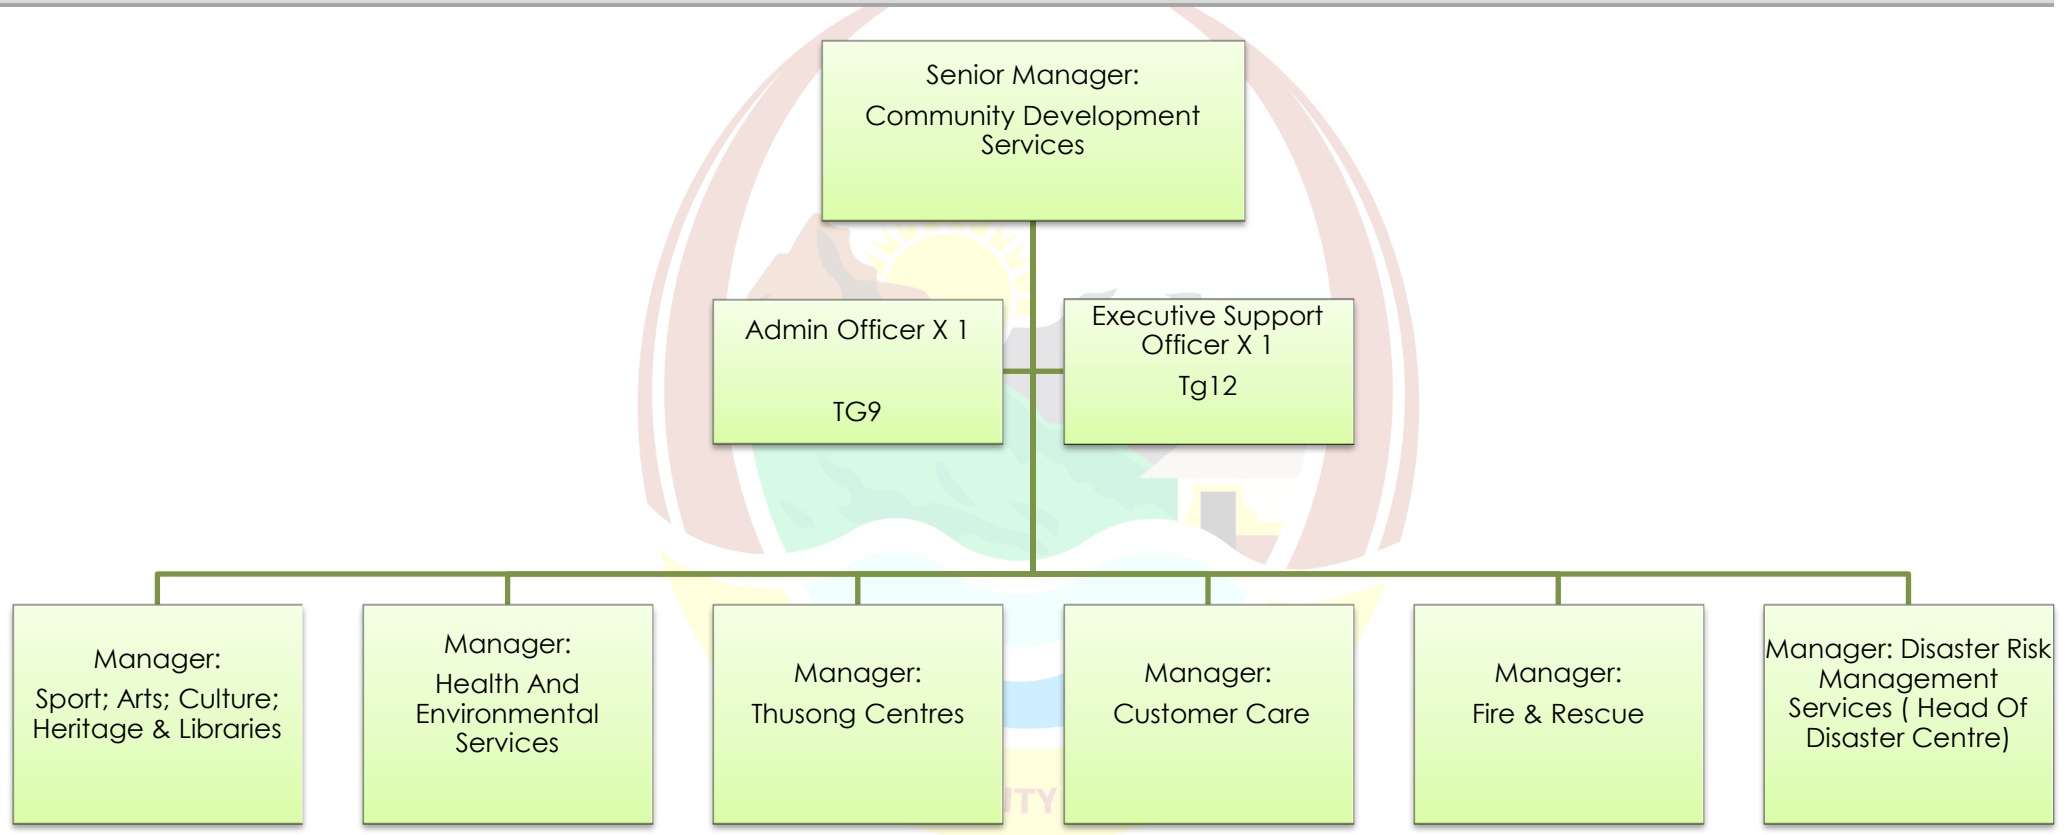 Senior Manager:
Community Development
Services
Admin Officer X 1
TG9
Executive Support
Officer X 1
Tg12
Manager:
Sport; Arts; Culture;
Heritage & Libraries
Manager:
Health And
Environmental
Services
Manager:
Thusong Centres
Manager:
Customer Care
Manager:
Fire & Rescue
Manager: Disaster Risk
Management
Services ( Head Of
Disaster Centre)